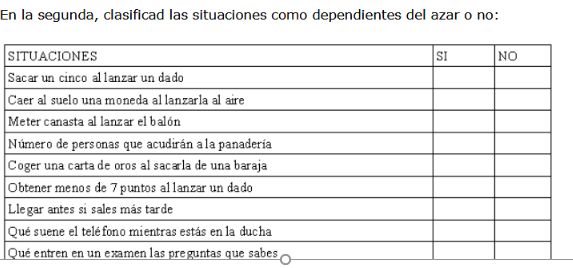 En la segunda, clasificad las situaciones como dependientes del azar o no:
SITUACIONES SI NO
Sacar un cinco al lanzar un dado
Caer al suelo una moneda al lanzarla al aire
Meter canasta al lanzar el balón
Número de personas que acudirán a la panadería
Coger una carta de oros al sacarla de una baraja
Obtener menos de 7 puntos al lanzar un dado
Llegar antes si sales más tarde
Qué suene el teléfono mientras estás en la ducha
Qué entren en un examen las preguntas que sabes